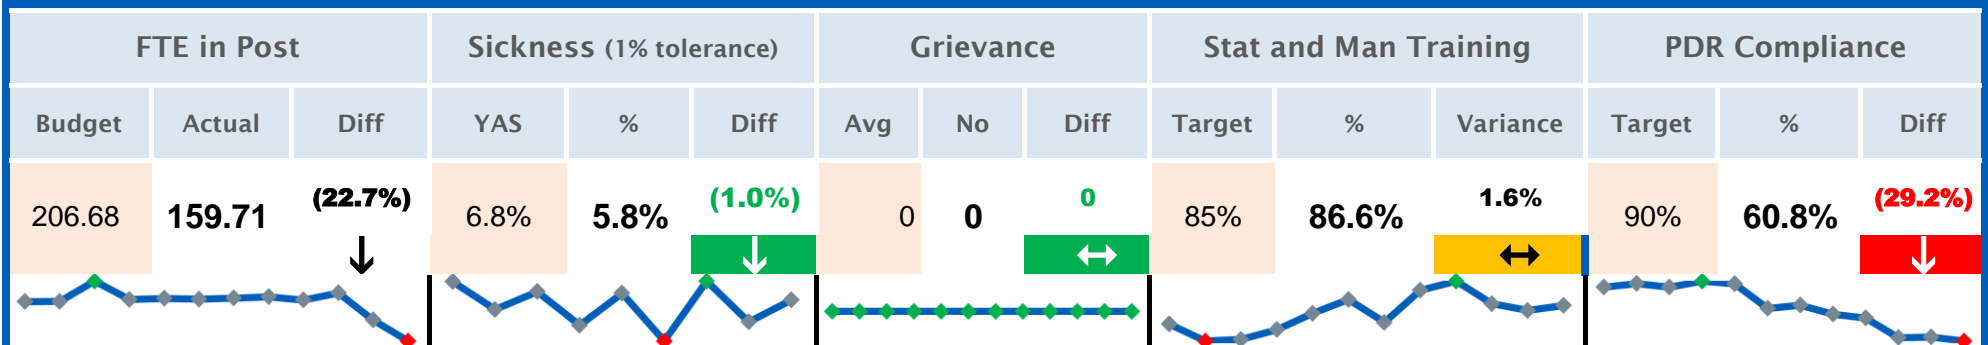 FTE in Post Sickness (1% tolerance) Grievance Stat and Man Training PDR Compliance
Budget Actual Diff YAS % Diff Avg No Diff Target % Variance Target % Diff
206.68 159.71 (22.7%) 6.8% 5.8% (1.0%) 0 0 0 85% 86.6% 1.6% 90% 60.8% (29.2%)